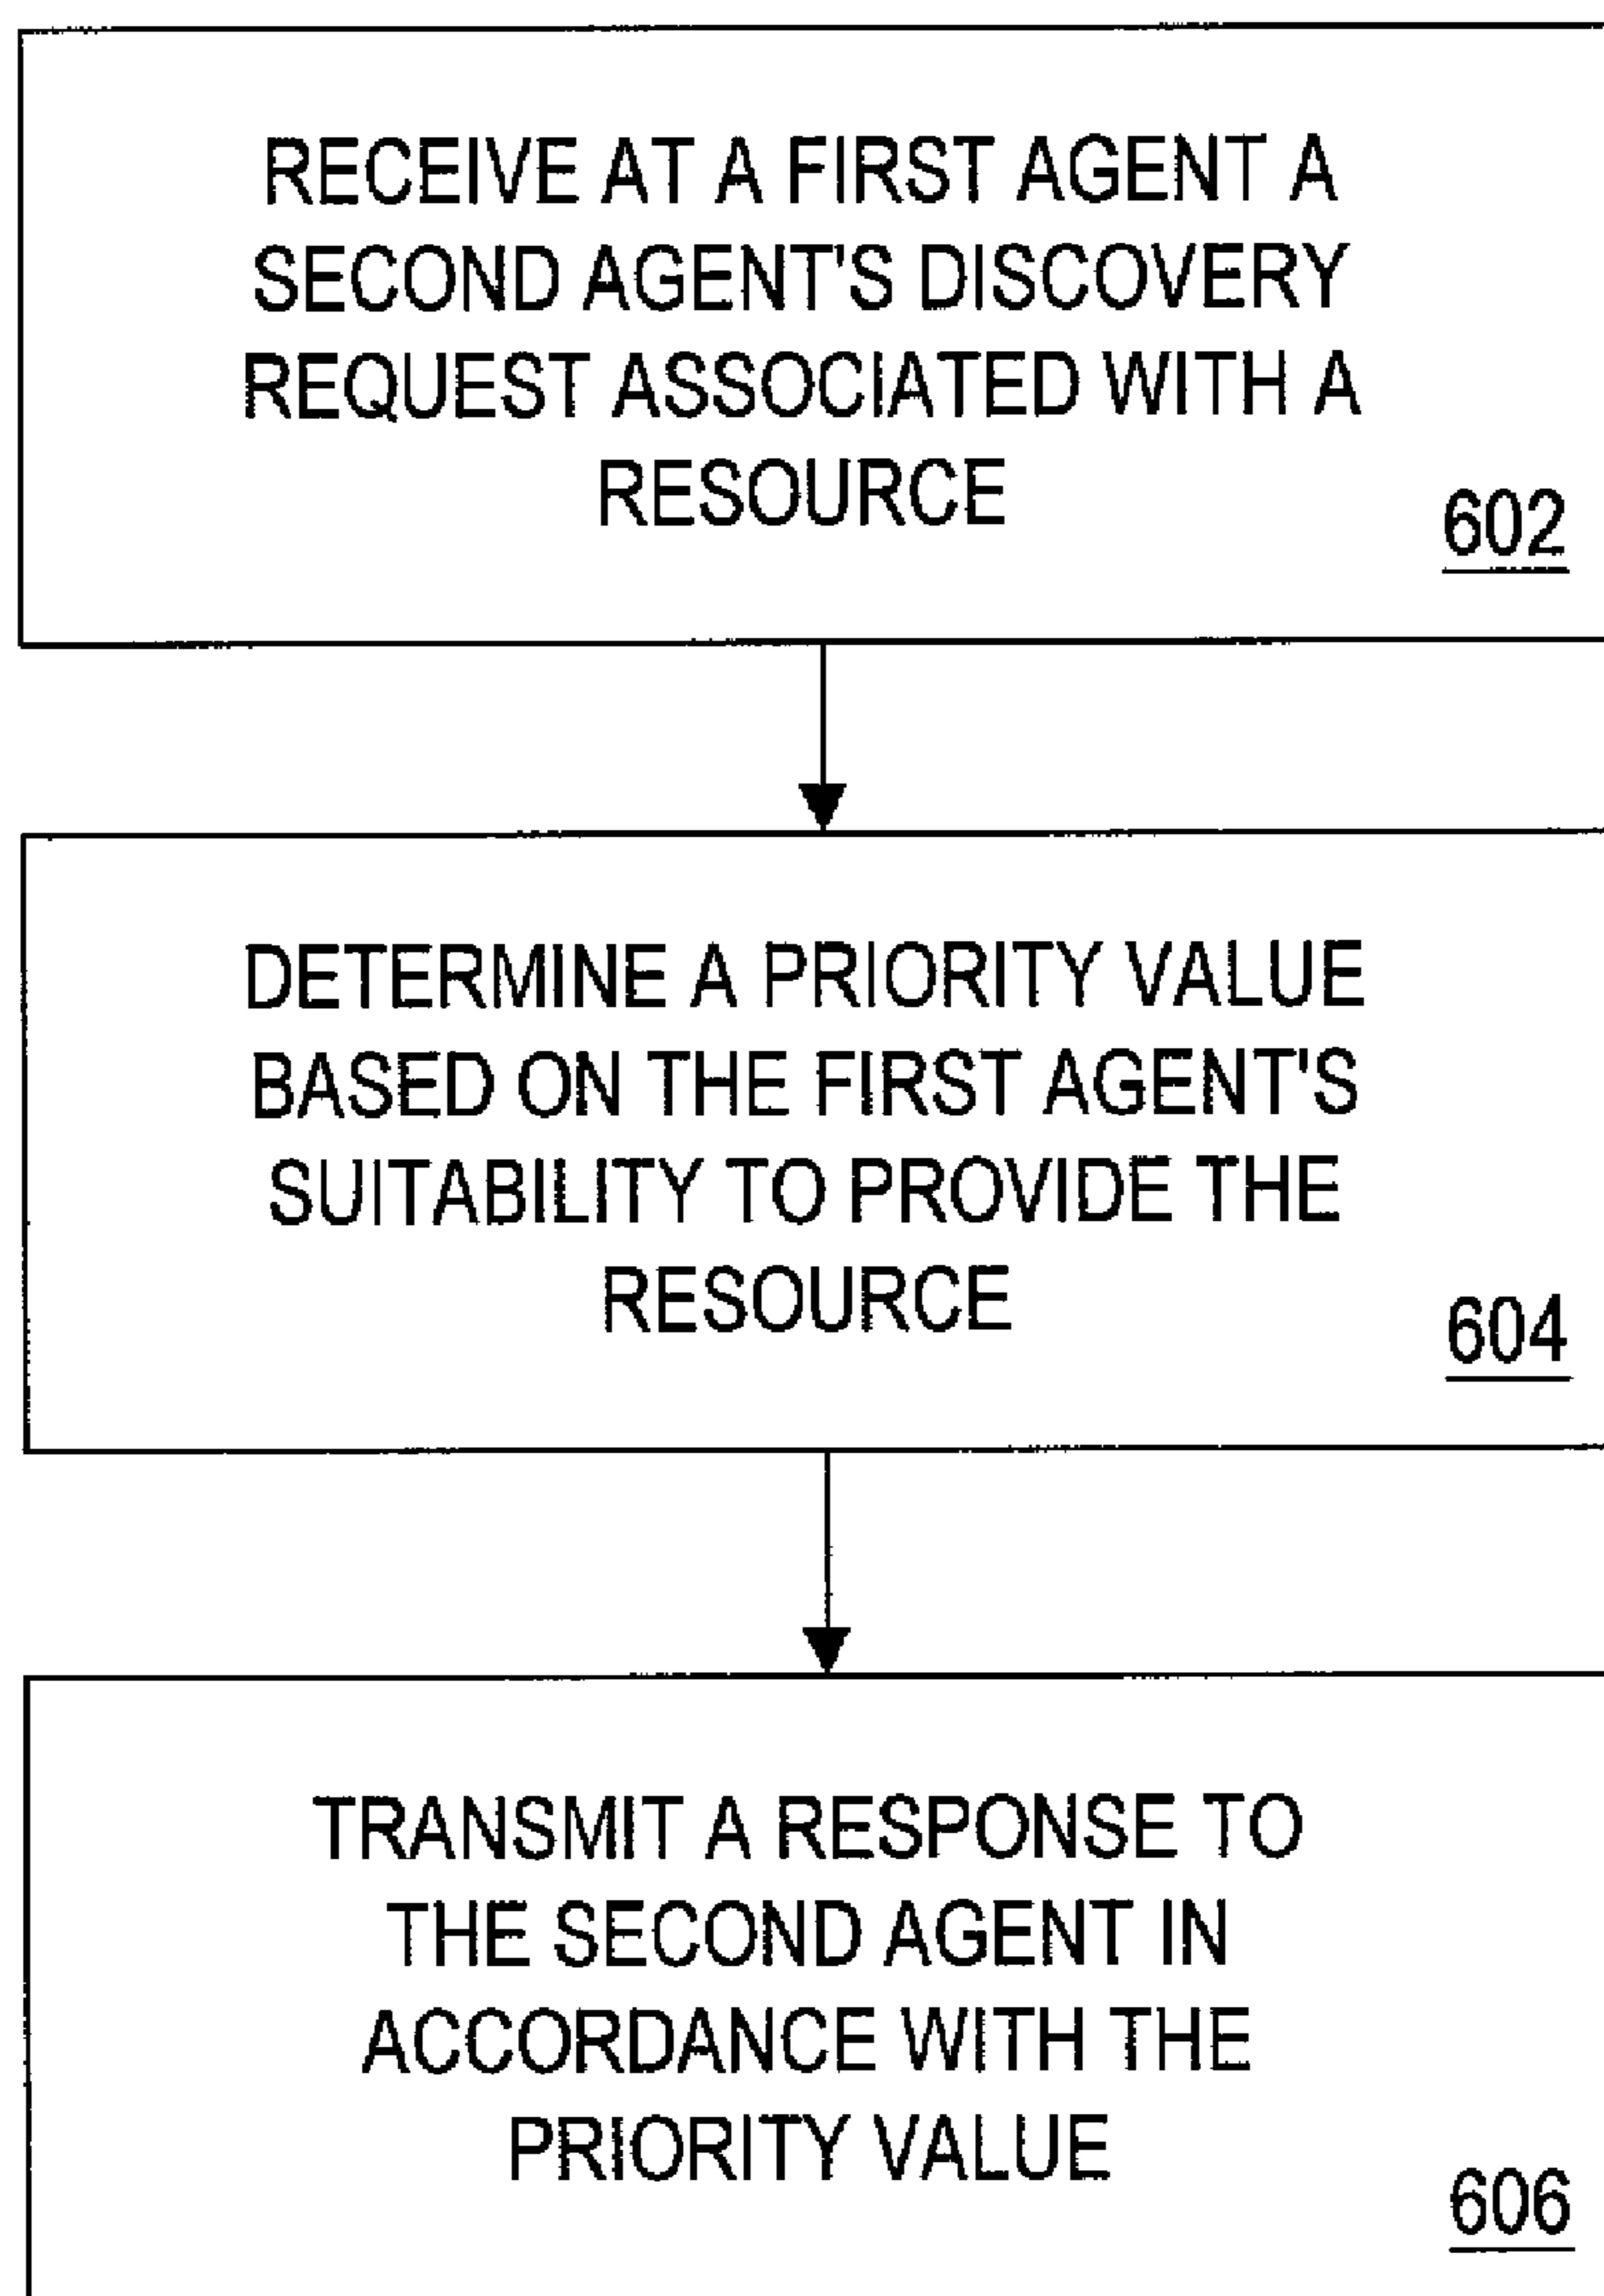 RECEIVE AT A FIRST AGENT A
SECOND AGENT'S DISCOVERY
REQUEST ASSOCIATED WITH A
RESOURCE
602
DETERMINE A PRIORITY VALUE
BASED ON THE FIRST AGENT'S
SUITABILITY TO PROVIDE THE
RESOURCE
604
TRANSMIT A RESPONSE TO
THE SECOND AGENT IN
ACCORDANCE WITH THE
PRIORITY VALUE
606